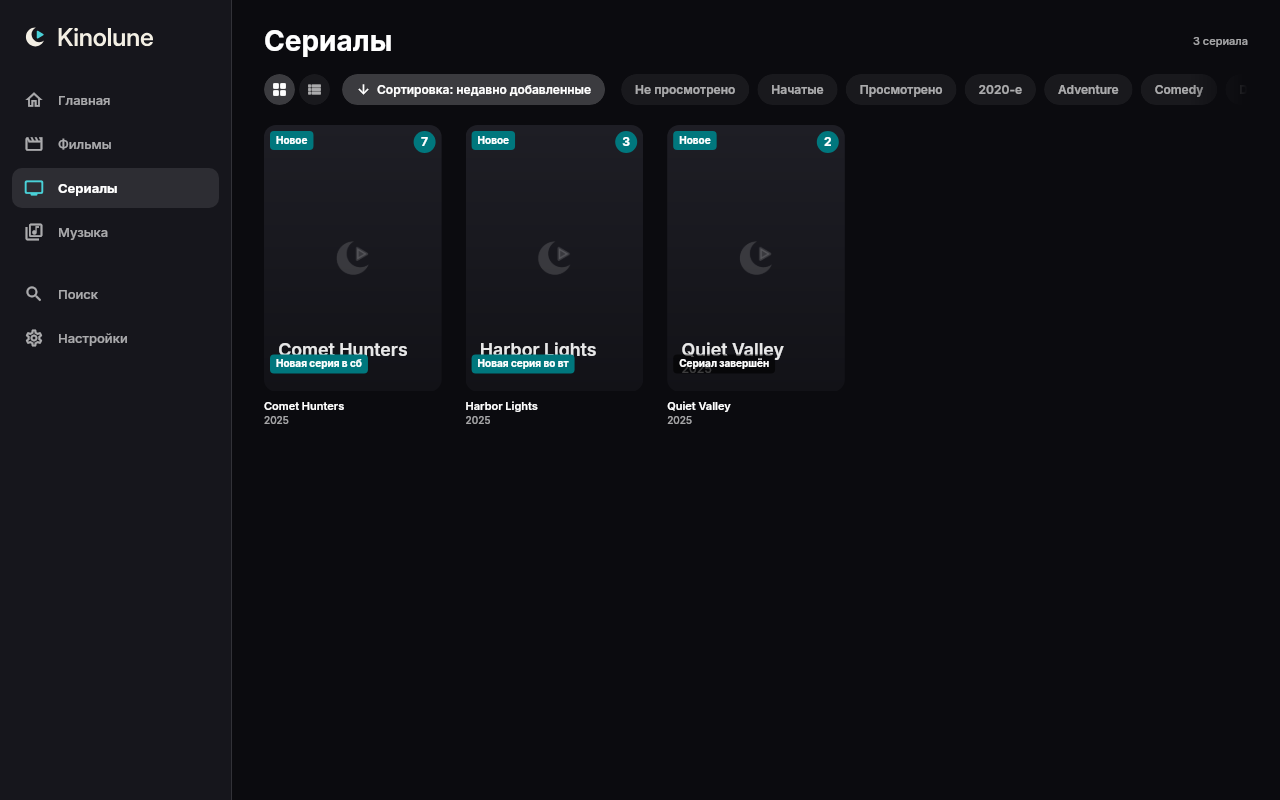 Kinolune
Главная
Фильмы
Сериалы
Музыка
Поиск
Настройки
Сериалы
3 сериала
Сортировка: недавно добавленные
Не просмотрено
Начатые
Просмотрено
2020-е
Adventure
Comedy
Новое
7
Comet Hunters
Новая серия в сб
Comet Hunters
2025
Новое
3
Harbor Lights
Новая серия во вт
Harbor Lights
2025
Новое
2
Quiet Valley
2025
Сериал завершён
Quiet Valley
2025